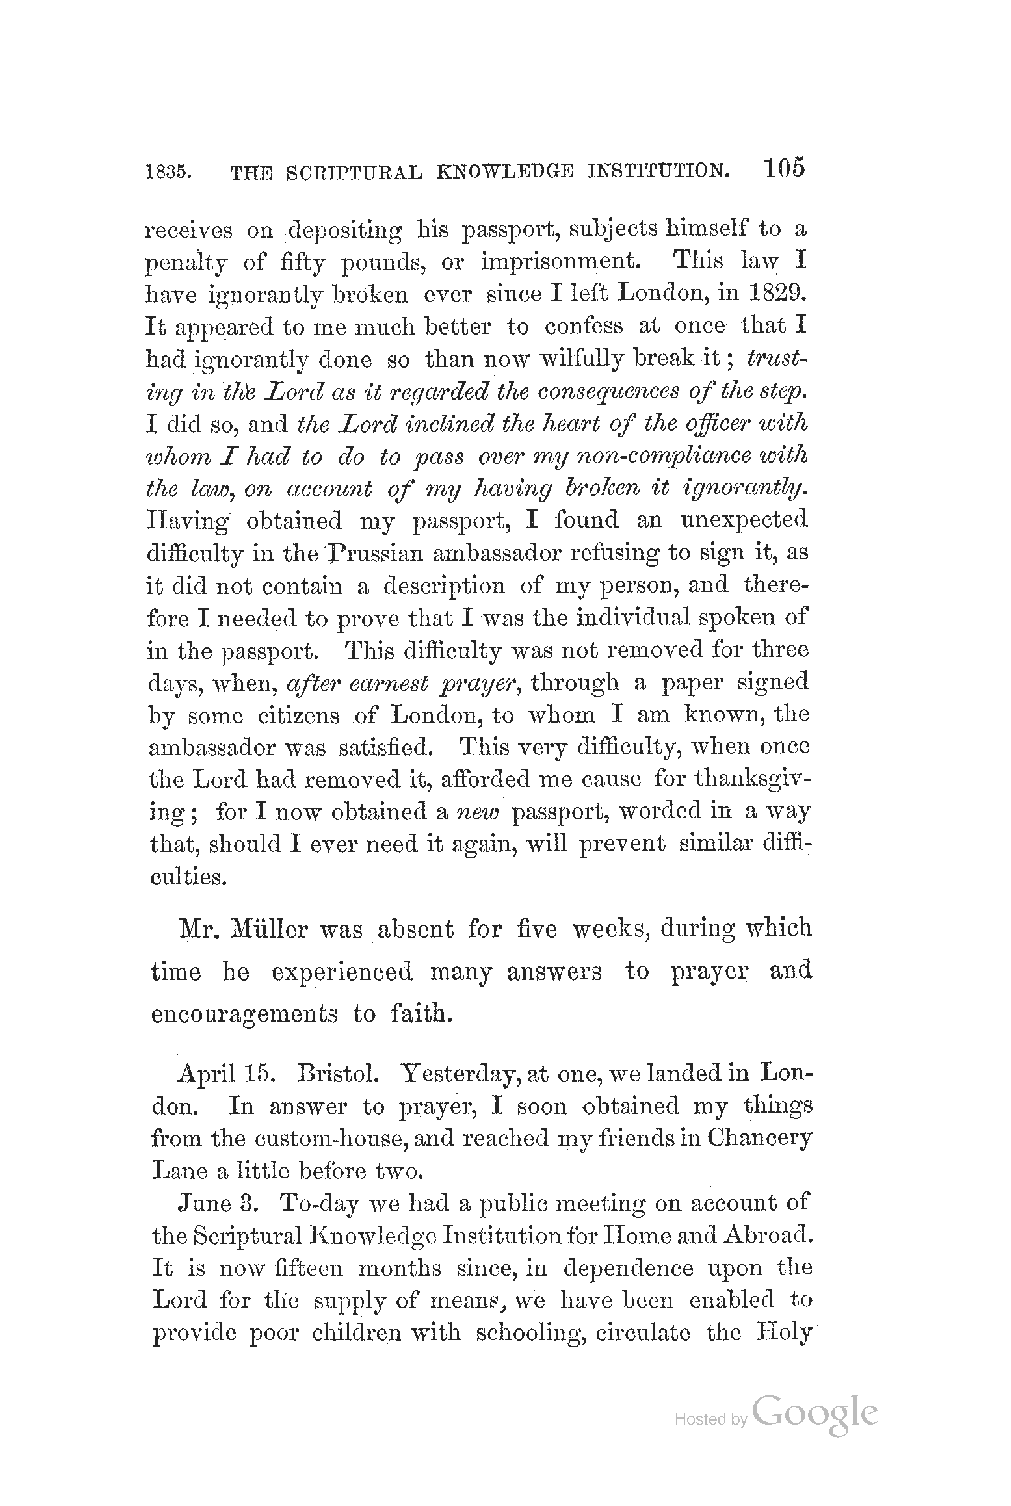 1835. THE SCRIPTURAL KNOWLEDGE INSTITUTION. 105
receives on depositing his passport, subjects himself to a
penalty of fifty pounds, or imprisonment. This law I
have ignorantly broken ever since I left London, in 1829.
It appeared to me much better to confess at once that I
had ignorantly done so than now wilfully break it; trust-
ing in the Lord as it regarded the consequences of the step.
I did so, and the Lord inclined the heart of the officer with
whom I had to do to pass over my non-compliance with
the law, on account of my having broken it ignorantly.
Having obtained my passport, I found an unexpected
difficulty in the Prussian ambassador refusing to sign it, as
it did not contain a description of my person, and there-
fore I needed to prove that I was the individual spoken of
in the passport. This difficulty was not removed for three
days, when, after earnest prayer, through a paper signed
by some citizens of London, to whom I am known, the
ambassador was satisfied. This very difficulty, when once
the Lord had removed it, afforded me cause for thanksgiv-
ing; for I now obtained a new passport, worded in a way
that, should I ever need it again, will prevent similar diffi-
culties.
Mr. Müller was absent for five weeks, during which
time he experienced many answers to prayer and
encouragements to faith.
April 15. Bristol. Yesterday, at one, we landed in Lon-
don. In answer to prayer, I soon obtained my things
from the custom-house, and reached my friends in Chancery
Lane a little before two.
June 3. To-day we had a public meeting on account of
the Scriptural Knowledge Institution for Home and Abroad.
It is now fifteen months since, in dependence upon the
Lord for the supply of means, we have been enabled to
provide poor children with schooling, circulate the Holy
Hosted by Google